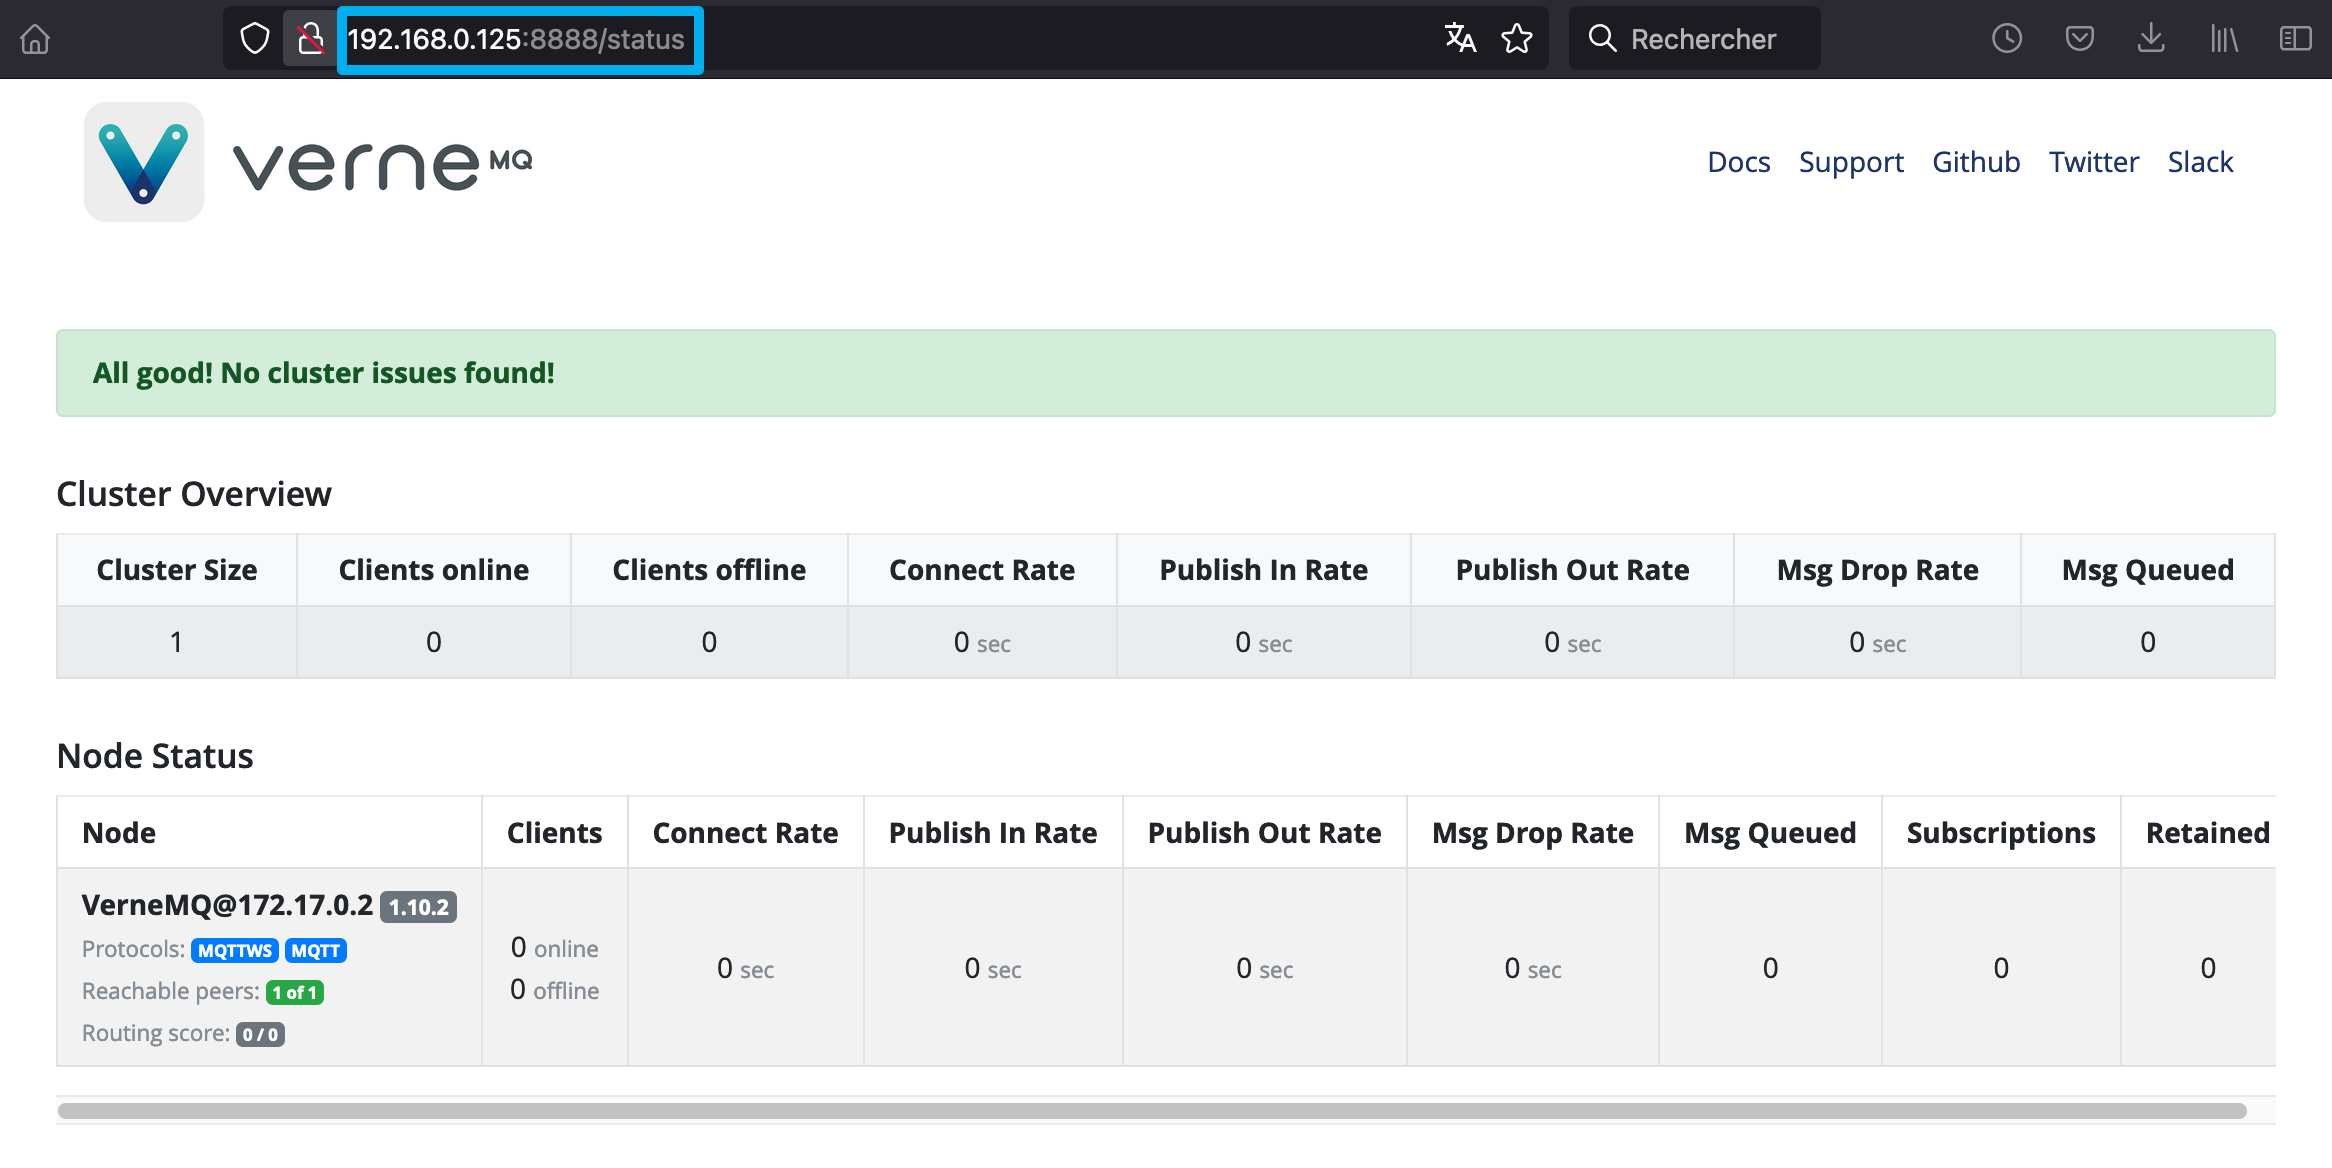 192.168.0.125:8888/status
Rechercher
verne MQ
Docs Support Github Twitter Slack
All good! No cluster issues found!
Cluster Overview
Cluster Size Clients online Clients offline Connect Rate Publish In Rate Publish Out Rate Msg Drop Rate Msg Queued
1 0 0 0 sec 0 sec 0 sec 0 sec 0
Node Status
Node Clients Connect Rate Publish In Rate Publish Out Rate Msg Drop Rate Msg Queued Subscriptions Retained
VerneMQ@172.17.0.2 1.10.2
Protocols: MQTTWS MQTT
Reachable peers: 1 of 1
Routing score: 0 / 0
0 online
0 offline
0 sec 0 sec 0 sec 0 sec 0 0 0